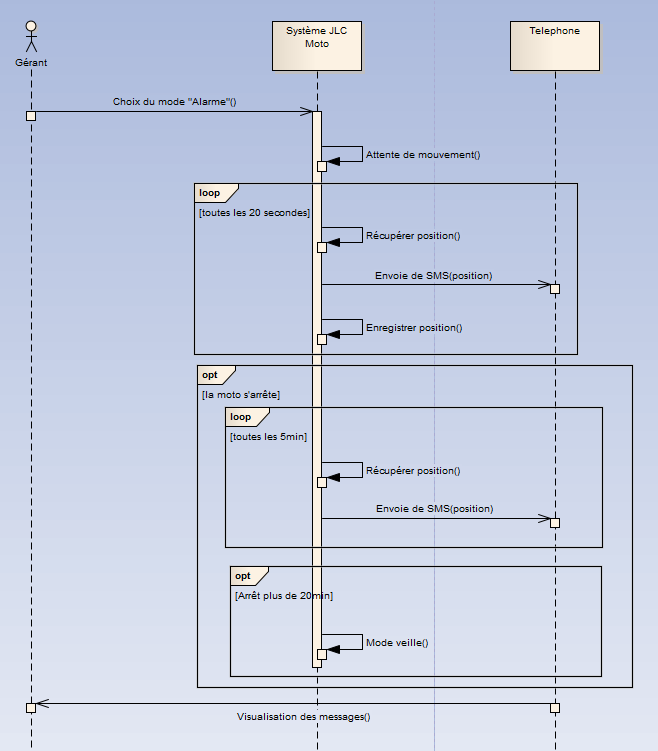 Système JLC
Moto
Telephone
Gérant
Choix du mode "Alarme"()
Attente de mouvement()
loop
[toutes les 20 secondes]
Récupérer position()
Envoie de SMS(position)
Enregistrer position()
opt
[la moto s'arrête]
loop
[toutes les 5min]
Récupérer position()
Envoie de SMS(position)
opt
[Arrêt plus de 20min]
Mode veille()
Visualisation des messages()